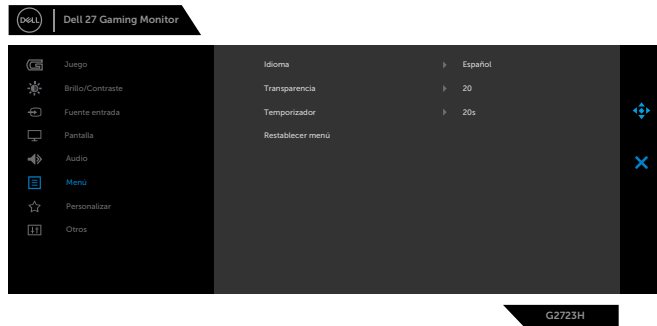 DELL Dell 27 Gaming Monitor
Juego
Idioma Español
Brillo/Contraste
Transparencia 20
Fuente entrada
Temporizador 20s
Pantalla
Restablecer menú
Audio
Menú
Personalizar
Otros
G2723H